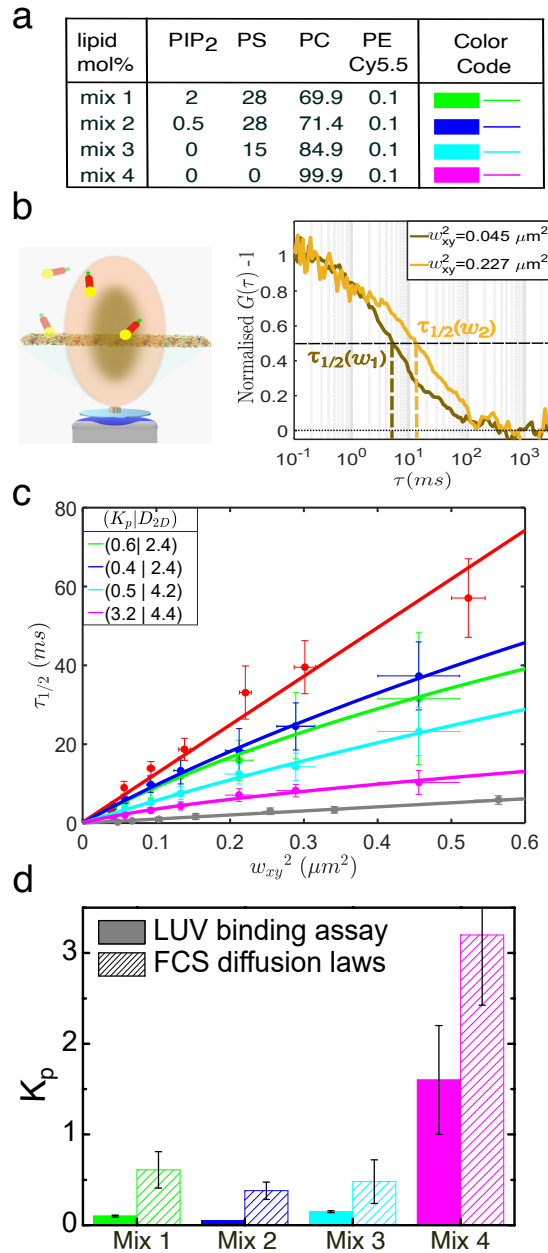 a
lipid mol% PIP₂ PS PC PE Cy5.5 Color Code
mix 1 2 28 69.9 0.1
mix 2 0.5 28 71.4 0.1
mix 3 0 15 84.9 0.1
mix 4 0 0 99.9 0.1
b
w²xy=0.045 μm²
w²xy=0.227 μm²
Normalised G(τ) -1
1
0.8
0.6
0.4
0.2
0
τ1/2(w₂)
τ1/2(w₁)
10⁻¹ 10⁰ 10¹ 10² 10³
τ(ms)
c
(Kp|D2D)
(0.6| 2.4)
(0.4 | 2.4)
(0.5 | 4.2)
(3.2 | 4.4)
τ1/2 (ms)
80
60
40
20
0
0 0.1 0.2 0.3 0.4 0.5 0.6
wxy² (μm²)
d
LUV binding assay
FCS diffusion laws
Kp
3
2
1
0
Mix 1 Mix 2 Mix 3 Mix 4